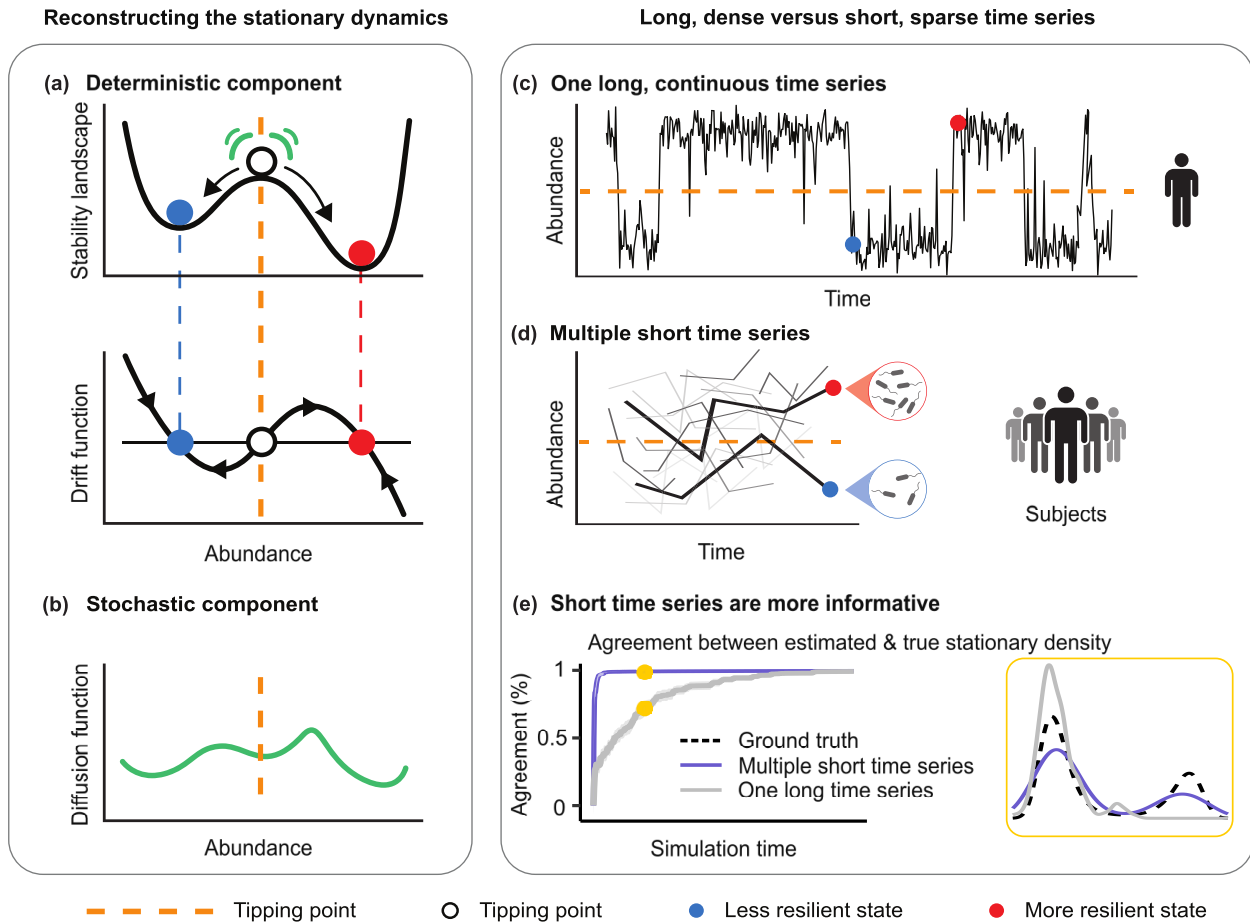 Reconstructing the stationary dynamics
Long, dense versus short, sparse time series
(a) Deterministic component
Stability landscape
Drift function
Abundance
(b) Stochastic component
Diffusion function
Abundance
(c) One long, continuous time series
Abundance
Time
(d) Multiple short time series
Abundance
Time
Subjects
(e) Short time series are more informative
Agreement between estimated & true stationary density
Agreement (%)
1
0.5
0
Ground truth
Multiple short time series
One long time series
Simulation time
Tipping point
Tipping point
Less resilient state
More resilient state